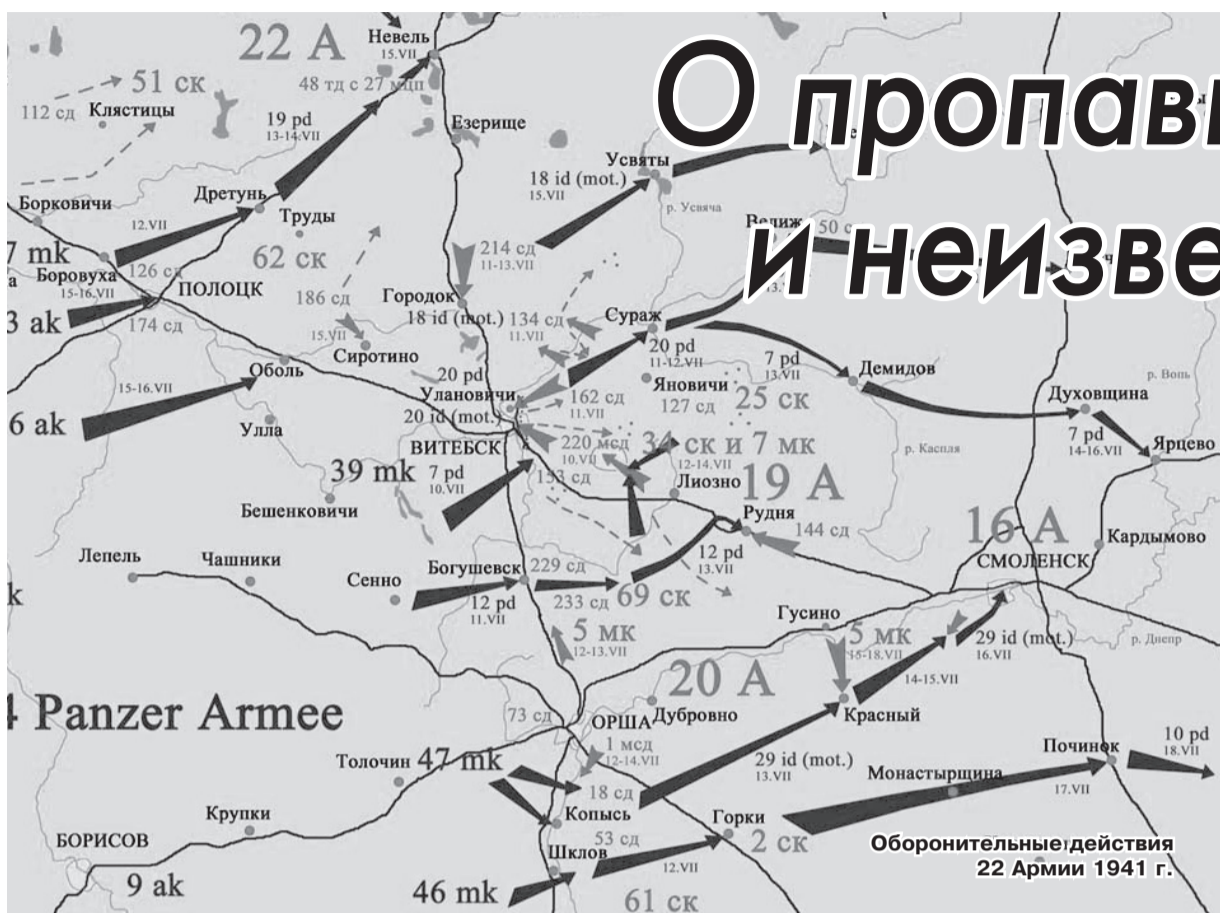 О пропавш
и неизве
22 А
Невель
15.VII
51 ск
112 сд
Клястицы
48 тд с 27 мцп
19 pd
13-14.VII
Езерище
Усвяты
18 id (mot.)
15.VII
р. Усвяча
Борковичи
Дретунь
12.VII
Труды
Велиж
50 с
7 mk
Боровуха
126 сд
62 ск
214 сд
11-13.VII
15-16.VII
ПОЛОЦК
186 сд
Городок
3 ak
174 сд
18 id (mot.)
134 сд
11.VII
Сураж
13.
15.VII
Сиротино
20 pd
11-12.VII
7 pd
13.VII
Демидов
Оболь
20 pd
15-16.VII
Улановичи
162 сд
11.VII
Яновичи
127 сд
25 ск
Духовщина
р. Вопь
6 ak
20 id (mot.)
Улла
ВИТЕБСК
220 мсд
10.VII
34 ск и 7 мк
12-14.VII
7 pd
14-16.VII
Ярцево
р. Каспля
39 mk
7 pd
10.VII
153 сд
Лиозно
19 А
Бешенковичи
Рудня
144 сд
16 А
Кардымово
Лепель
Чашники
Сенно
Богушевск
229 сд
12 pd
13.VII
СМОЛЕНСК
k
12 pd
11.VII
233 сд
69 ск
Гусино
5 мк
12-13.VII
5 мк
15-18.VII
29 id (mot.)
16.VII
р. Днепр
14-15.VII
20 А
4 Panzer Armee
73 сд
ОРША
Дубровно
Красный
1 мсд
12-14.VII
Починок
10 pd
18.VII
Толочин
47 mk
29 id (mot.)
13.VII
Монастырщина
17.VII
18 сд
Крупки
Копысь
Горки
БОРИСОВ
53 сд
2 ск
Шклов
12.VII
9 ak
46 mk
61 ск
Оборонительные действия
22 Армии 1941 г.